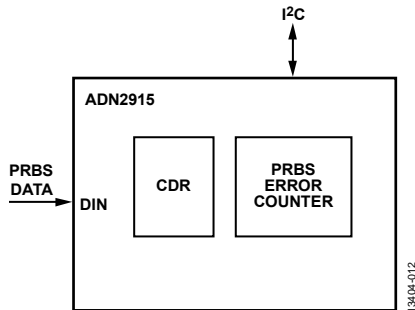 I²C
ADN2915
PRBS
DATA
DIN
CDR
PRBS
ERROR
COUNTER
13404-012